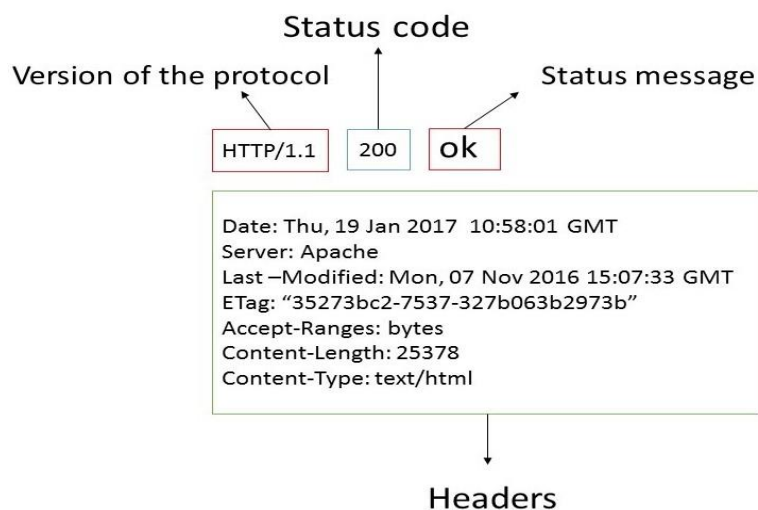 Status code
Version of the protocol
Status message
HTTP/1.1 200 ok
Date: Thu, 19 Jan 2017 10:58:01 GMT
Server: Apache
Last –Modified: Mon, 07 Nov 2016 15:07:33 GMT
ETag: “35273bc2-7537-327b063b2973b”
Accept-Ranges: bytes
Content-Length: 25378
Content-Type: text/html
Headers